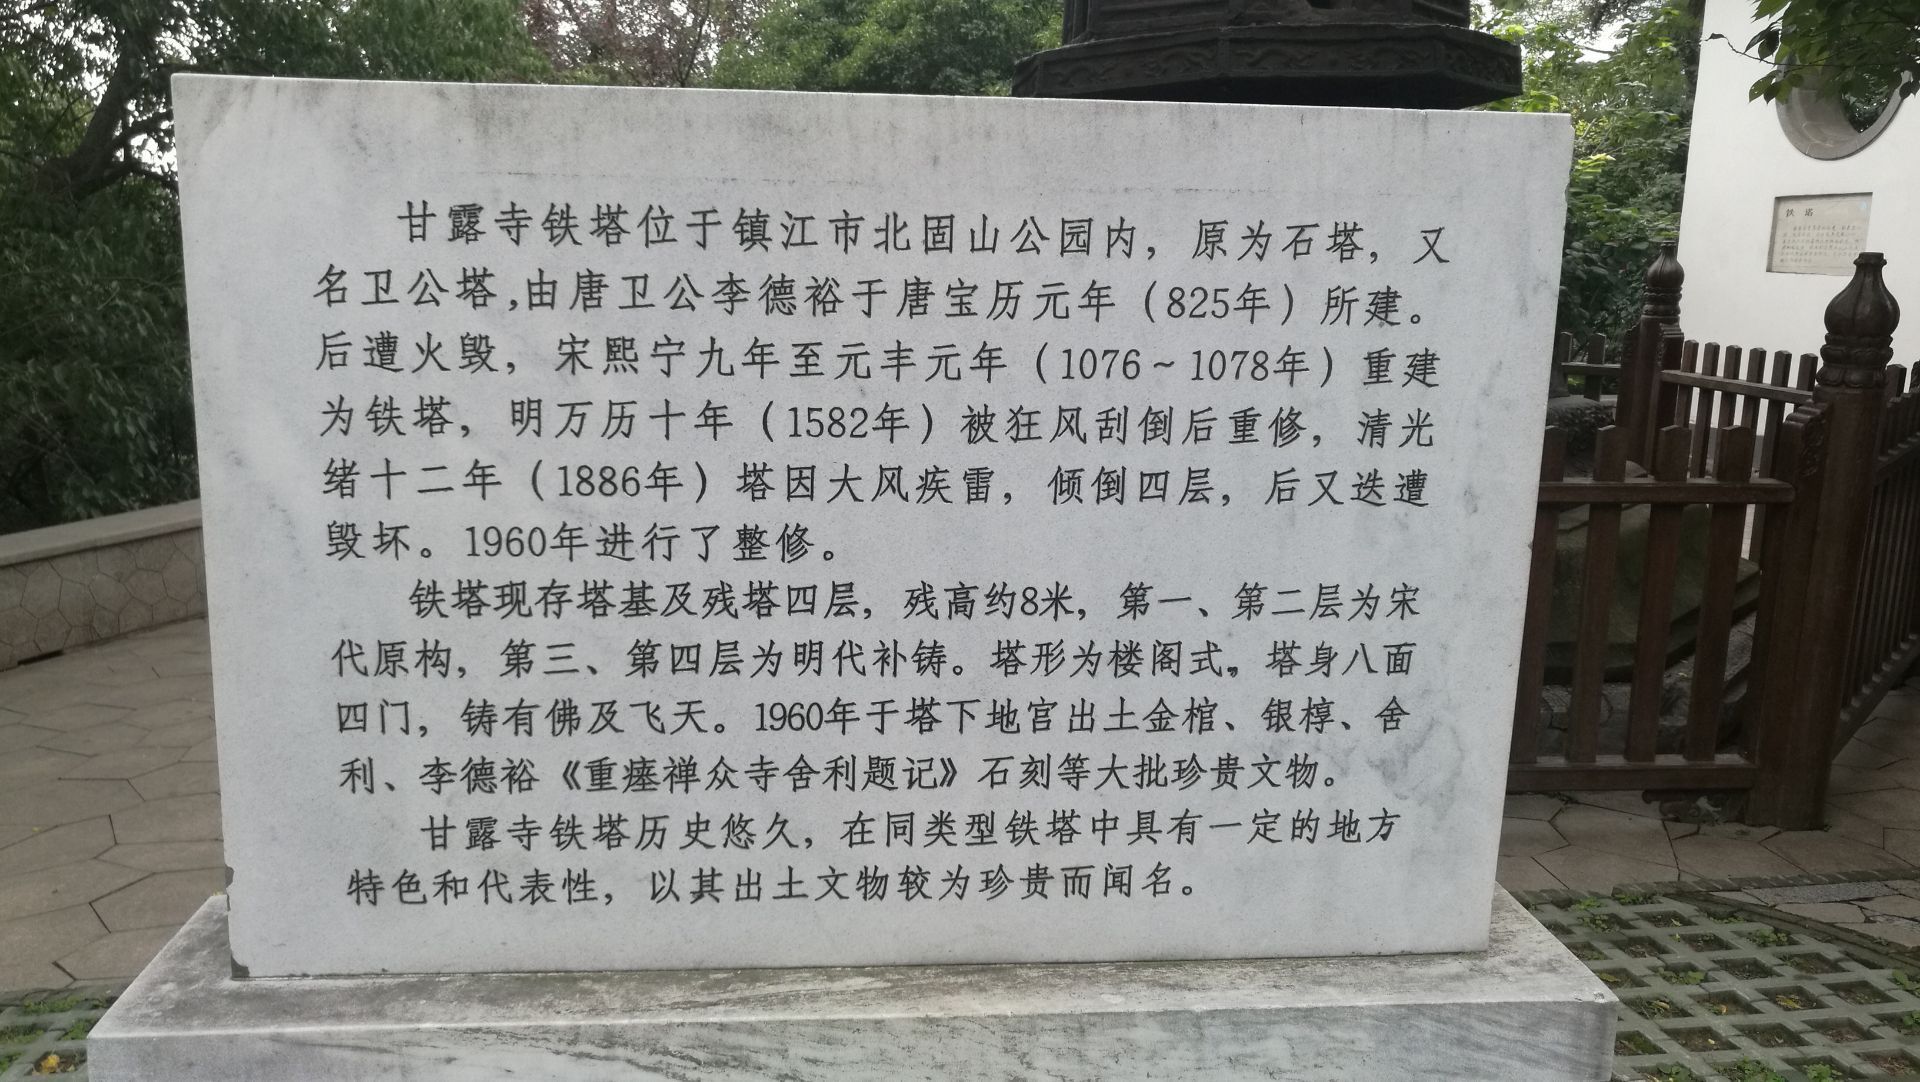 甘露寺铁塔位于镇江市北固山公园内，原为石塔，又
名卫公塔,由唐卫公李德裕于唐宝历元年（825年）所建。
后遭火毁，宋熙宁九年至元丰元年（1076～1078年）重建
为铁塔，明万历十年（1582年）被狂风刮倒后重修，清光
绪十二年（1886年）塔因大风疾雷，倾倒四层，后又迭遭
毁坏。1960年进行了整修。
铁塔现存塔基及残塔四层，残高约8米，第一、第二层为宋
代原构，第三、第四层为明代补铸。塔形为楼阁式。塔身八面
四门，铸有佛及飞天。1960年于塔下地宫出土金棺、银椁、舍
利、李德裕《重瘗禅众寺舍利题记》石刻等大批珍贵文物。
甘露寺铁塔历史悠久，在同类型铁塔中具有一定的地方
特色和代表性，以其出土文物较为珍贵而闻名。
铁 塔